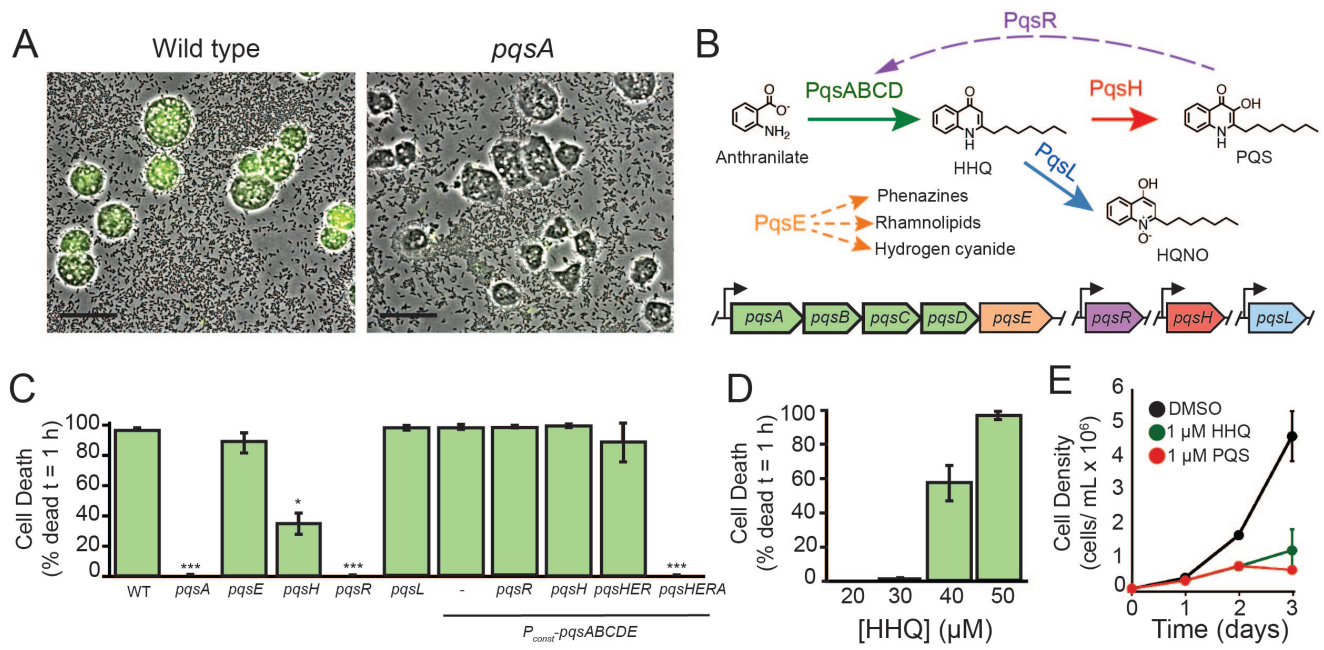 A
Wild type
pqsA
B
PqsR
PqsABCD
PqsH
O
O⁻
NH₂
Anthranilate
O
N
H
HHQ
O
OH
N
H
PQS
PqsL
OH
N⁺
O⁻
HQNO
PqsE
Phenazines
Rhamnolipids
Hydrogen cyanide
pqsA pqsB pqsC pqsD pqsE pqsR pqsH pqsL
C
Cell Death
(% dead t = 1 h)
100
80
60
40
20
0
*** * *** ***
WT pqsA pqsE pqsH pqsR pqsL - pqsR pqsH pqsHER pqsHERA
Pconst-pqsABCDE
D
Cell Death
(% dead t = 1 h)
100
80
60
40
20
0
20 30 40 50
[HHQ] (µM)
E
Cell Density
(cells/ mL x 10⁶)
6
5
4
3
2
1
0
DMSO
1 µM HHQ
1 µM PQS
0 1 2 3
Time (days)